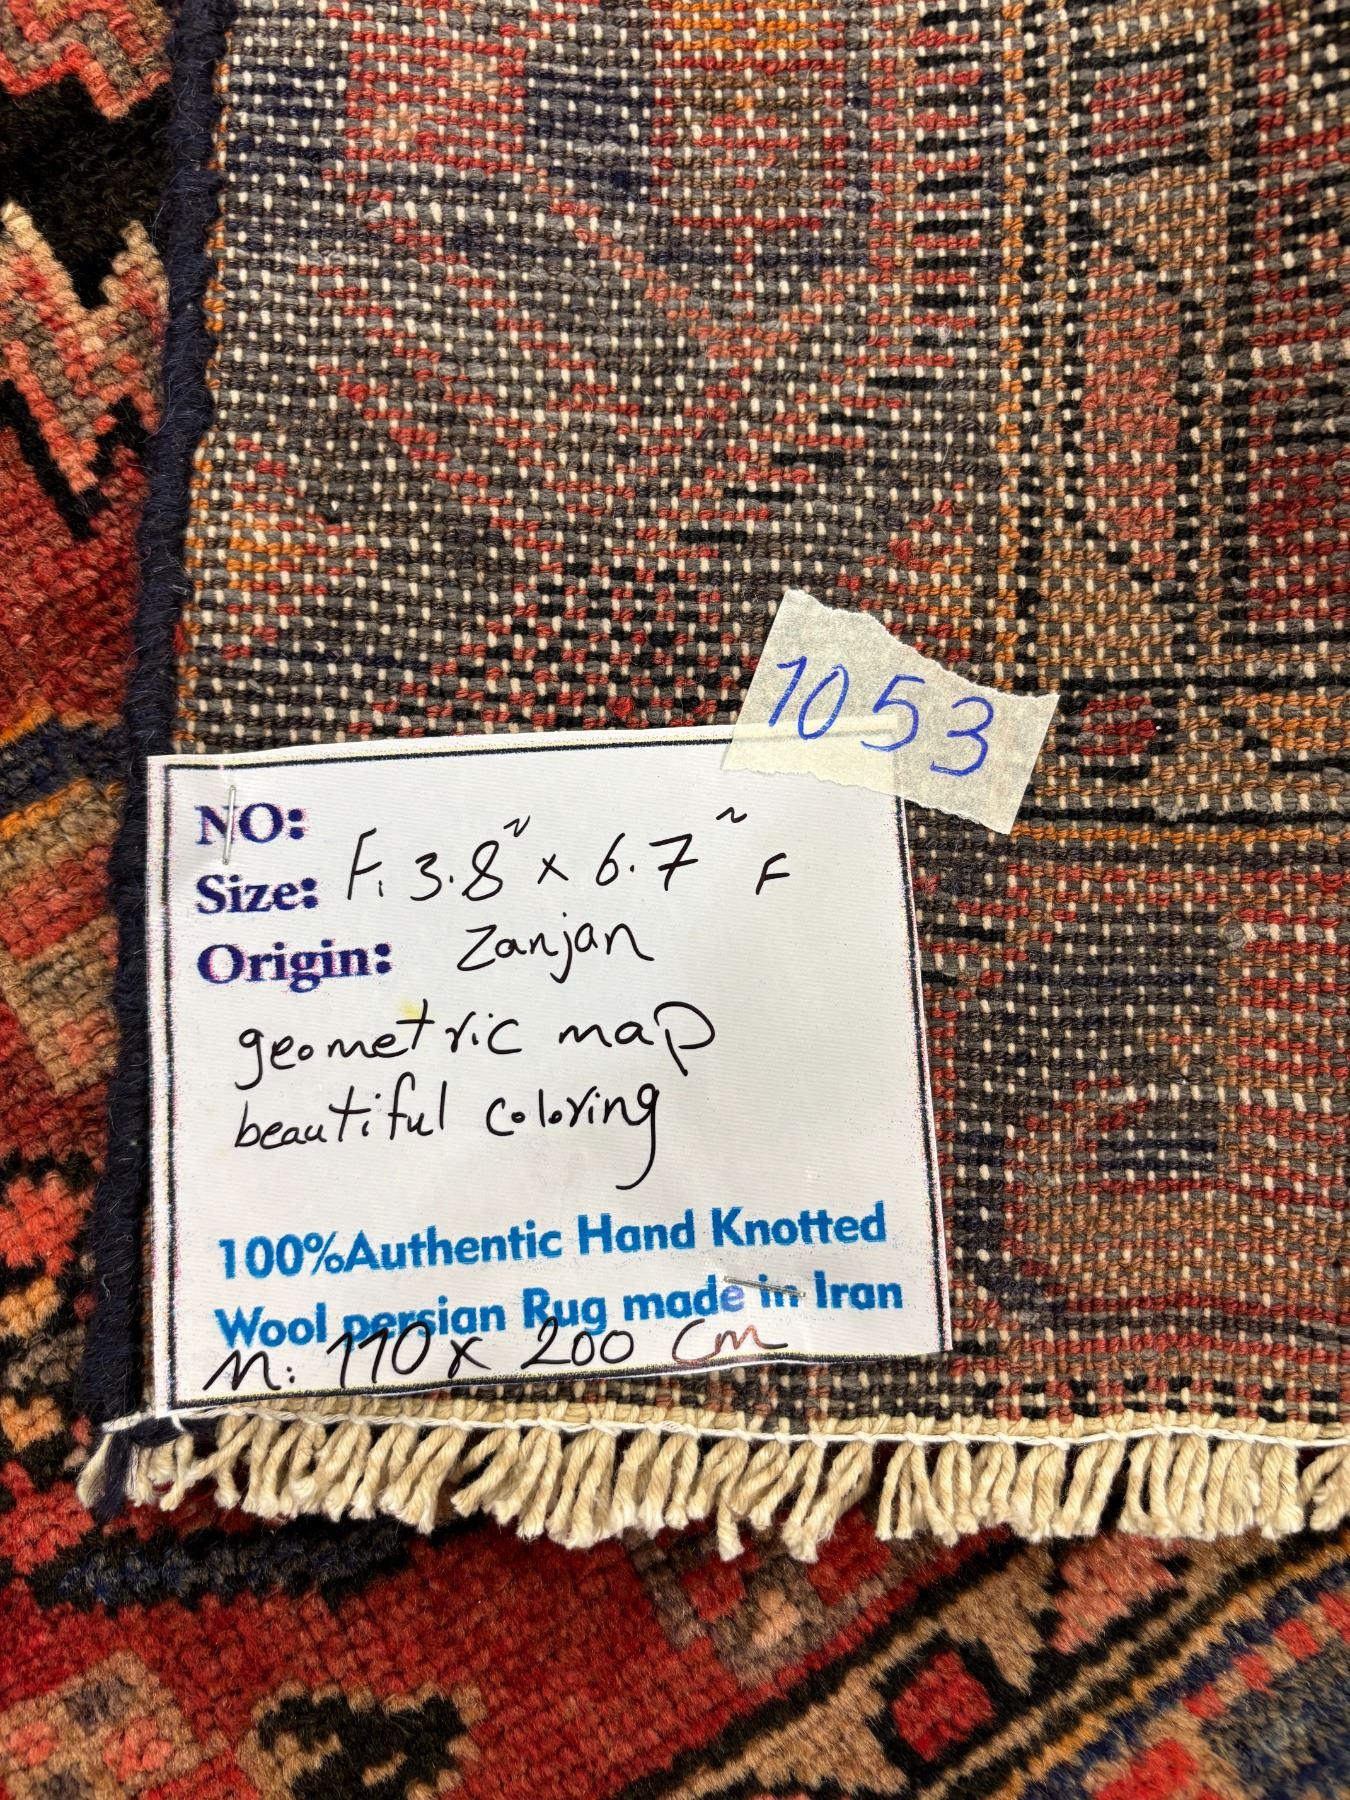 1053
NO:
Size: F. 3.8" x 6.7" F
Origin: Zanjan
geometric map
beautiful coloring
100%Authentic Hand Knotted
Wool persian Rug made in Iran
M: 110 x 200 cm